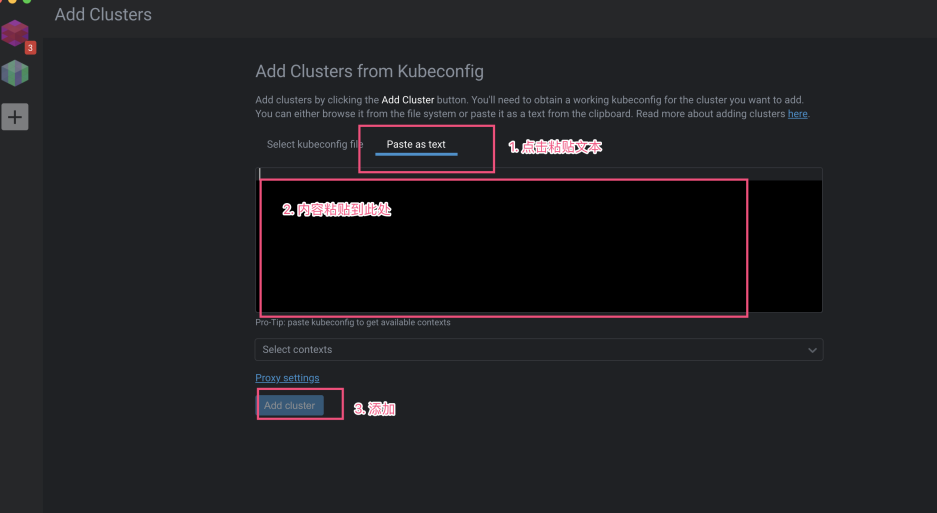 Add Clusters
3
Add Clusters from Kubeconfig
Add clusters by clicking the Add Cluster button. You'll need to obtain a working kubeconfig for the cluster you want to add.
You can either browse it from the file system or paste it as a text from the clipboard. Read more about adding clusters here.
Select kubeconfig file Paste as text 1. 点击粘贴文本
2. 内容粘贴到此处
Pro-Tip: paste kubeconfig to get available contexts
Select contexts
Proxy settings
Add cluster 3. 添加